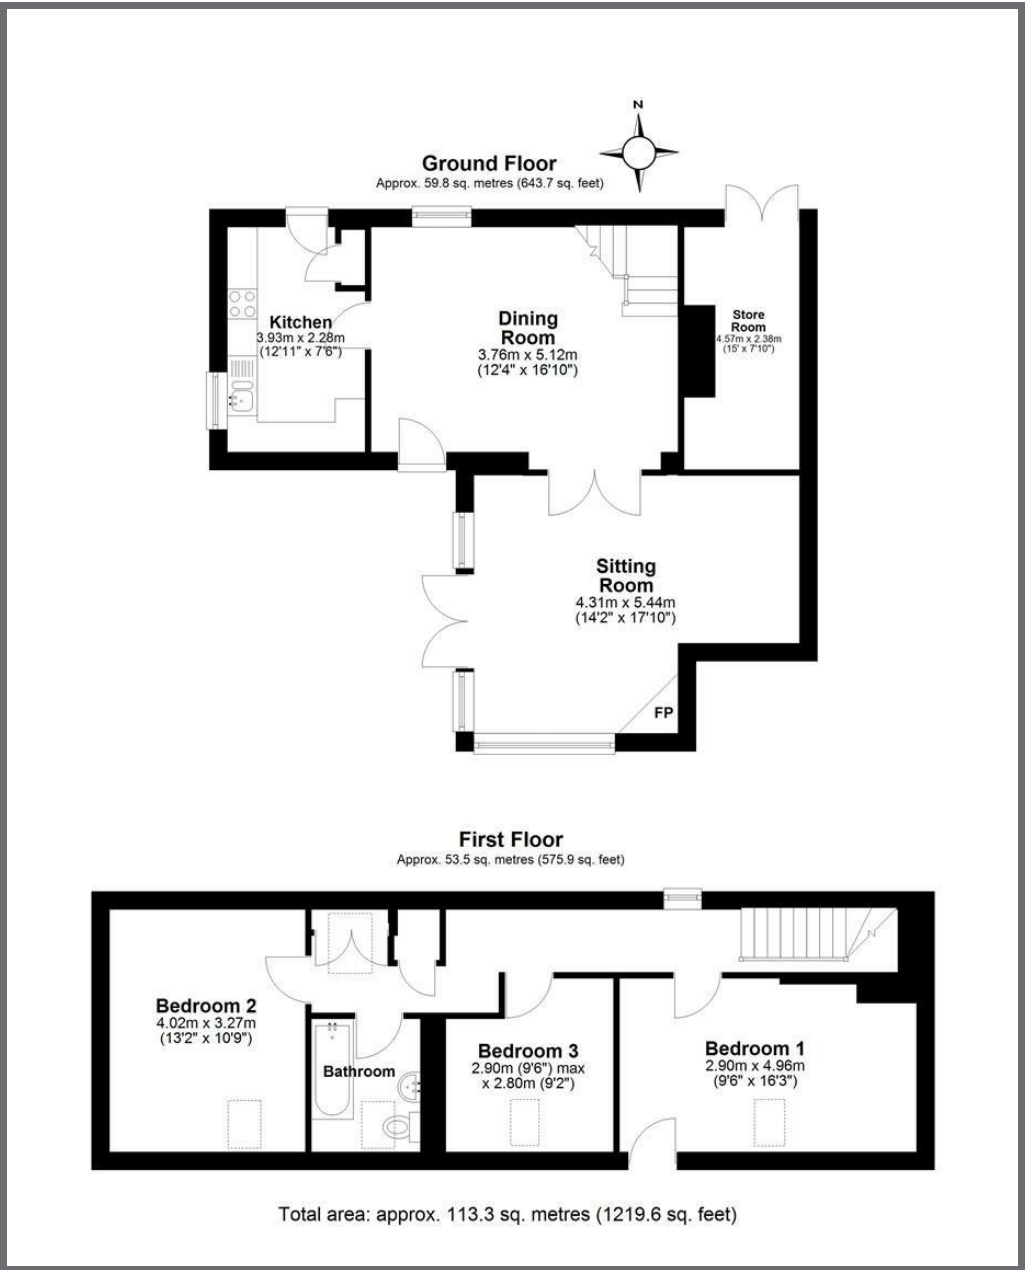 N
Ground Floor
Approx. 59.8 sq. metres (643.7 sq. feet)
Kitchen
3.93m x 2.28m
(12'11" x 7'6")
Dining
Room
3.76m x 5.12m
(12'4" x 16'10")
Store
Room
4.57m x 2.38m
(15' x 7'10")
Sitting
Room
4.31m x 5.44m
(14'2" x 17'10")
FP
First Floor
Approx. 53.5 sq. metres (575.9 sq. feet)
Bedroom 2
4.02m x 3.27m
(13'2" x 10'9")
Bathroom
Bedroom 3
2.90m (9'6") max
x 2.80m (9'2")
Bedroom 1
2.90m x 4.96m
(9'6" x 16'3")
Total area: approx. 113.3 sq. metres (1219.6 sq. feet)